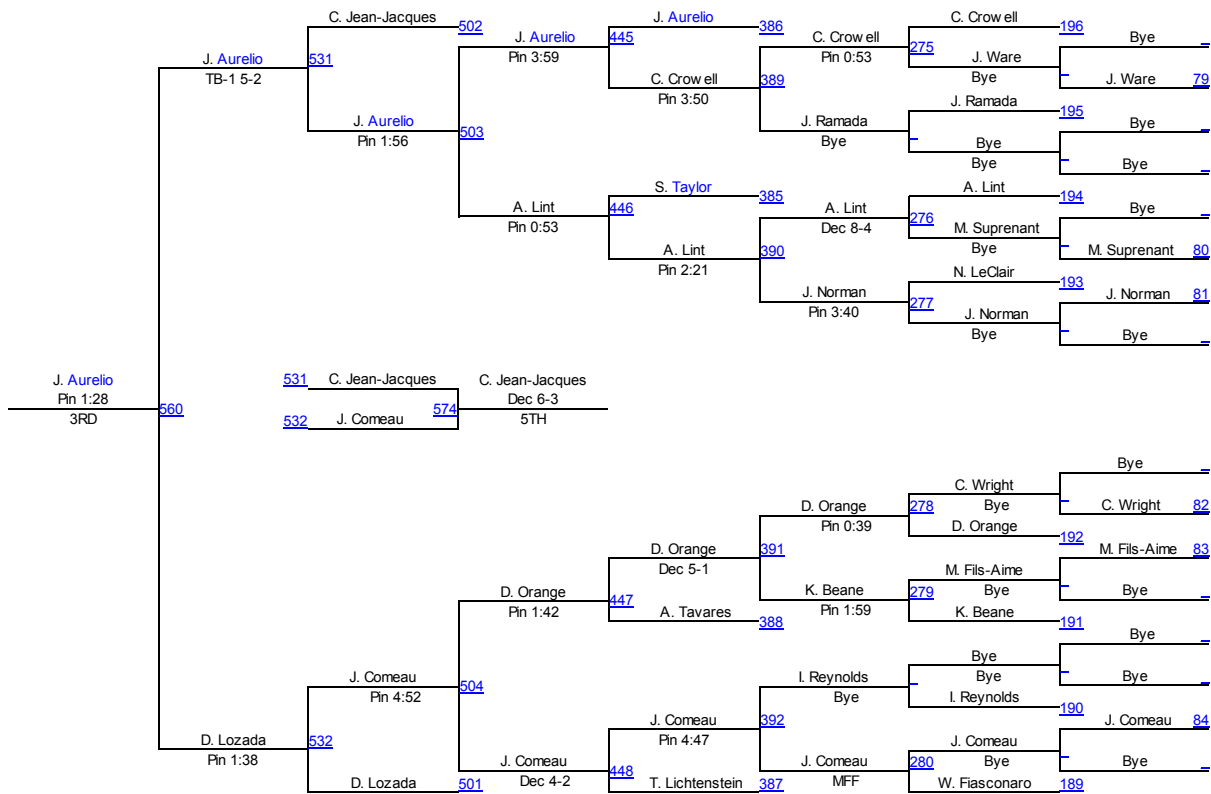 C. Jean-Jacques 502
J. Aurelio 386
C. Crowell 196
Bye
J. Aurelio 445
C. Crowell
J. Aurelio 531
Pin 3:59
Pin 0:53
275
J. Ware
TB-1 5-2
C. Crowell 389
Bye
J. Ware 79
Pin 3:50
J. Ramada 195
J. Aurelio 503
J. Ramada
Bye
Pin 1:56
Bye
Bye
Bye
Bye
S. Taylor 385
A. Lint 194
A. Lint 446
A. Lint 276
Bye
Pin 0:53
Dec 8-4
M. Suprenant
A. Lint 390
Bye
M. Suprenant 80
Pin 2:21
N. LeClair 193
J. Norman 277
J. Norman 81
Pin 3:40
J. Norman
Bye
Bye
J. Aurelio
531 C. Jean-Jacques
C. Jean-Jacques
Pin 1:28
Dec 6-3
3RD
560
532 J. Comeau
574
5TH
Bye
C. Wright
D. Orange
278
Bye
C. Wright 82
Pin 0:39
D. Orange 192
D. Orange 391
M. Fils-Aime 83
Dec 5-1
M. Fils-Aime
D. Orange 447
K. Beane 279
Bye
Bye
Pin 1:42
A. Tavares 388
Pin 1:59
K. Beane 191
Bye
Bye
J. Comeau 504
I. Reynolds
Bye
Bye
Pin 4:52
Bye
I. Reynolds 190
J. Comeau 392
J. Comeau 84
D. Lozada 532
Pin 4:47
J. Comeau
Pin 1:38
J. Comeau 448
J. Comeau 280
Bye
Bye
D. Lozada 501
Dec 4-2
T. Lichtenstein 387
MFF
W. Fiasconaro 189